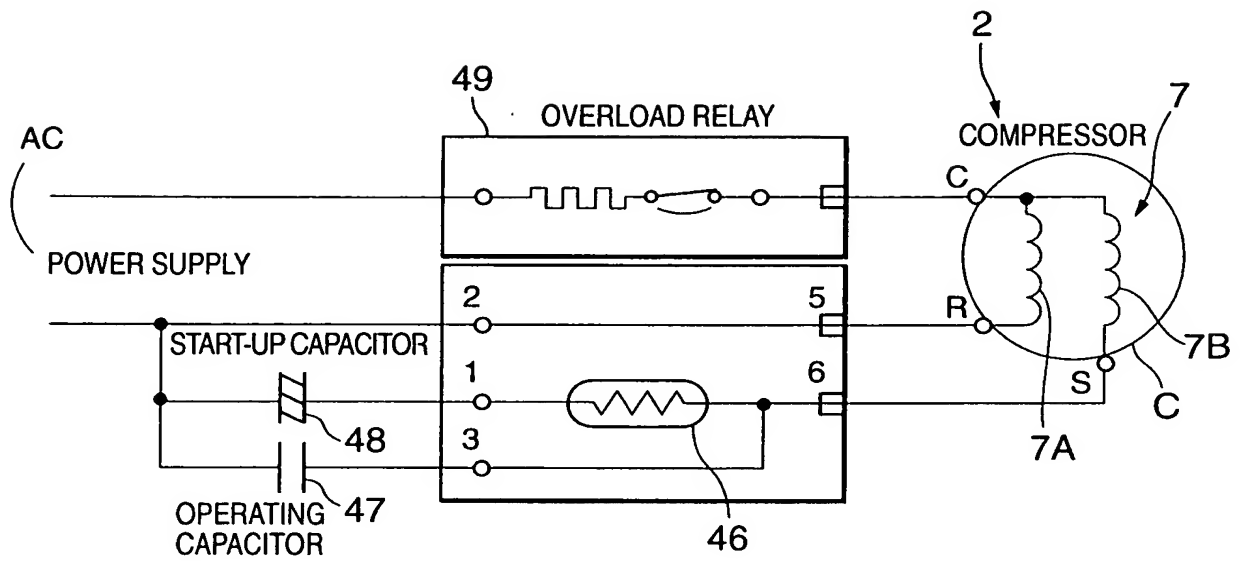 2
49
OVERLOAD RELAY
7
AC
COMPRESSOR
C
POWER SUPPLY
2
5
R
START-UP CAPACITOR
7B
1
6
S
C
48
3
7A
47
OPERATING
CAPACITOR
46